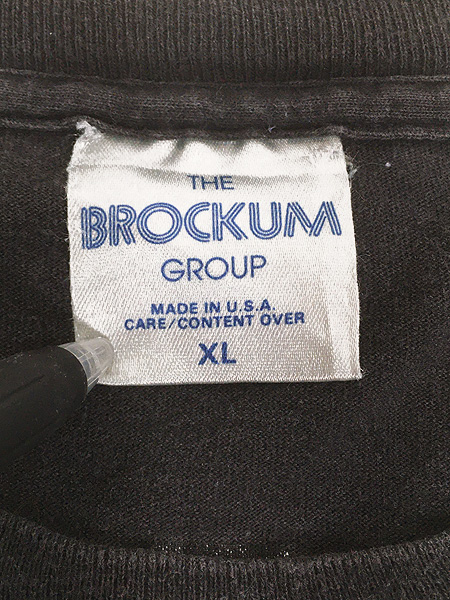 THE
BROCKUM
GROUP
MADE IN U.S.A.
CARE/CONTENT OVER
XL